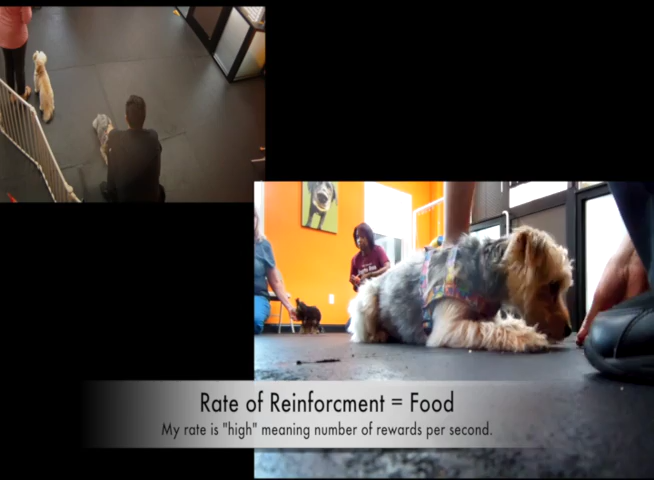 Rate of Reinforcment = Food
My rate is "high" meaning number of rewards per second.